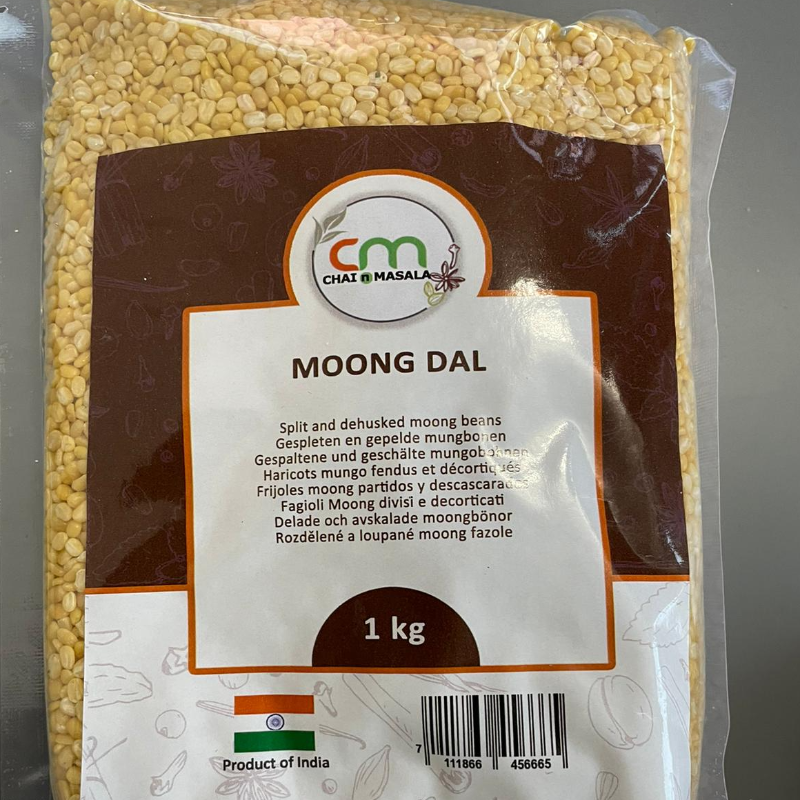 cm
CHAI n MASALA
MOONG DAL
Split and dehusked moong beans
Gespleten en gepelde mungbonen
Gespaltene und geschälte mungobohnen
Haricots mungo fendus et décortiqués
Frijoles moong partidos y descascarados
Fagioli Moong divisi e decorticati
Delade och avskalade moongbönor
Rozdělené a loupané moong fazole
1 kg
Product of India
7 111866 456665